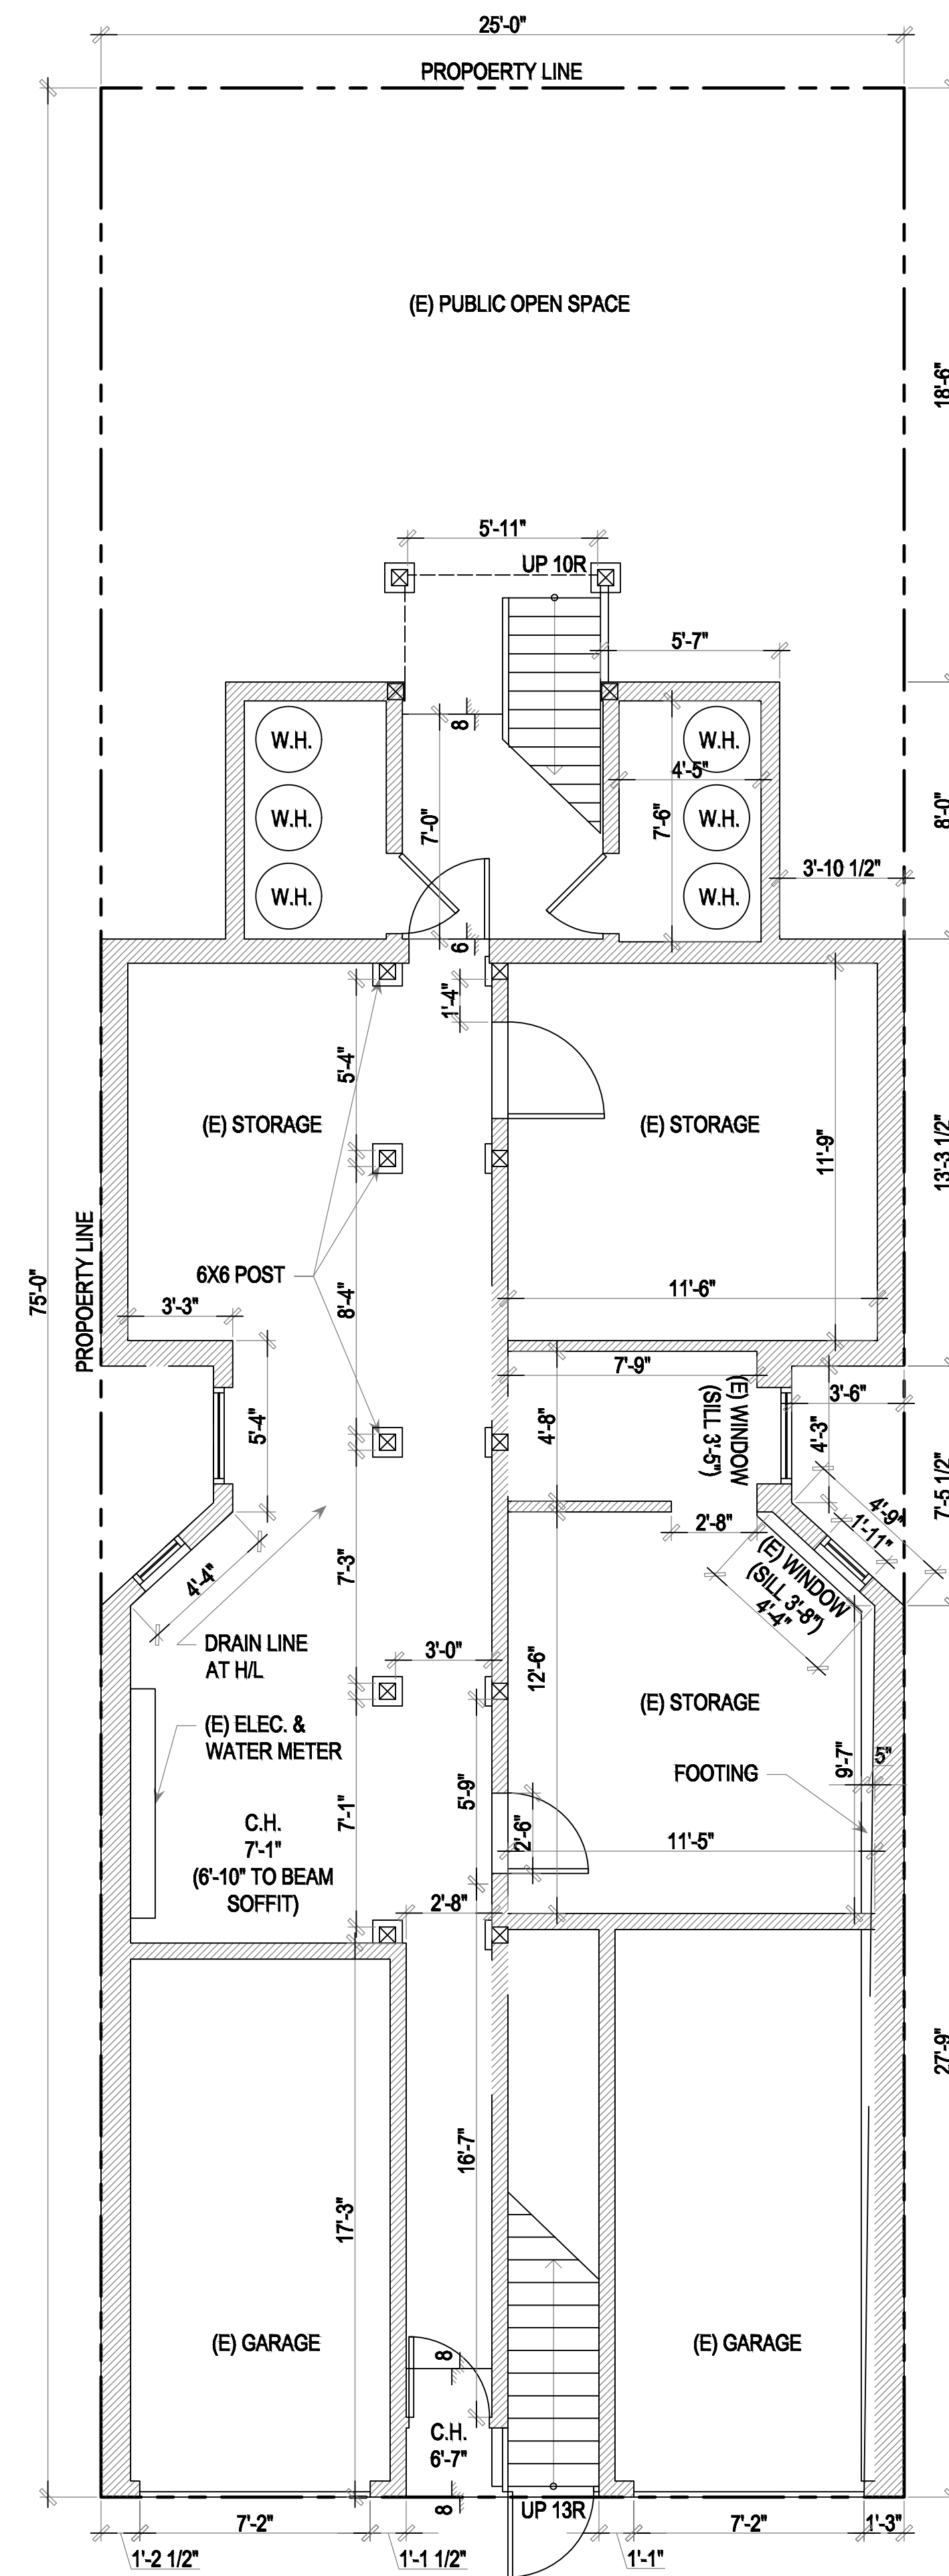 25'-0"
PROPOERTY LINE
(E) PUBLIC OPEN SPACE
18'-6"
5'-11"
UP 10R
5'-7"
8
W.H.
W.H.
4'-5"
7'-0"
7'-6"
8'-0"
W.H.
W.H.
3'-10 1/2"
W.H.
W.H.
6
1'-4"
5'-4"
(E) STORAGE
(E) STORAGE
11'-9"
13'-3 1/2"
PROPOERTY LINE
75'-0"
6X6 POST
8'-4"
11'-6"
3'-3"
7'-9"
(E) WINDOW
(SILL 3'-5")
3'-6"
5'-4"
4'-8"
4'-3"
7'-5 1/2"
4'-9"
1'-11"
2'-8"
(E) WINDOW
(SILL 3'-8")
4'-4"
4'-4"
7'-3"
DRAIN LINE
AT H/L
3'-0"
12'-6"
(E) STORAGE
(E) ELEC. &
WATER METER
FOOTING
9'-7"
5"
5'-9"
7'-1"
C.H.
7'-1"
(6'-10" TO BEAM
SOFFIT)
2'-6"
11'-5"
2'-8"
27'-9"
16'-7"
17'-3"
(E) GARAGE
(E) GARAGE
8
C.H.
6'-7"
8
UP 13R
7'-2"
7'-2"
1'-3"
1'-2 1/2"
1'-1 1/2"
1'-1"